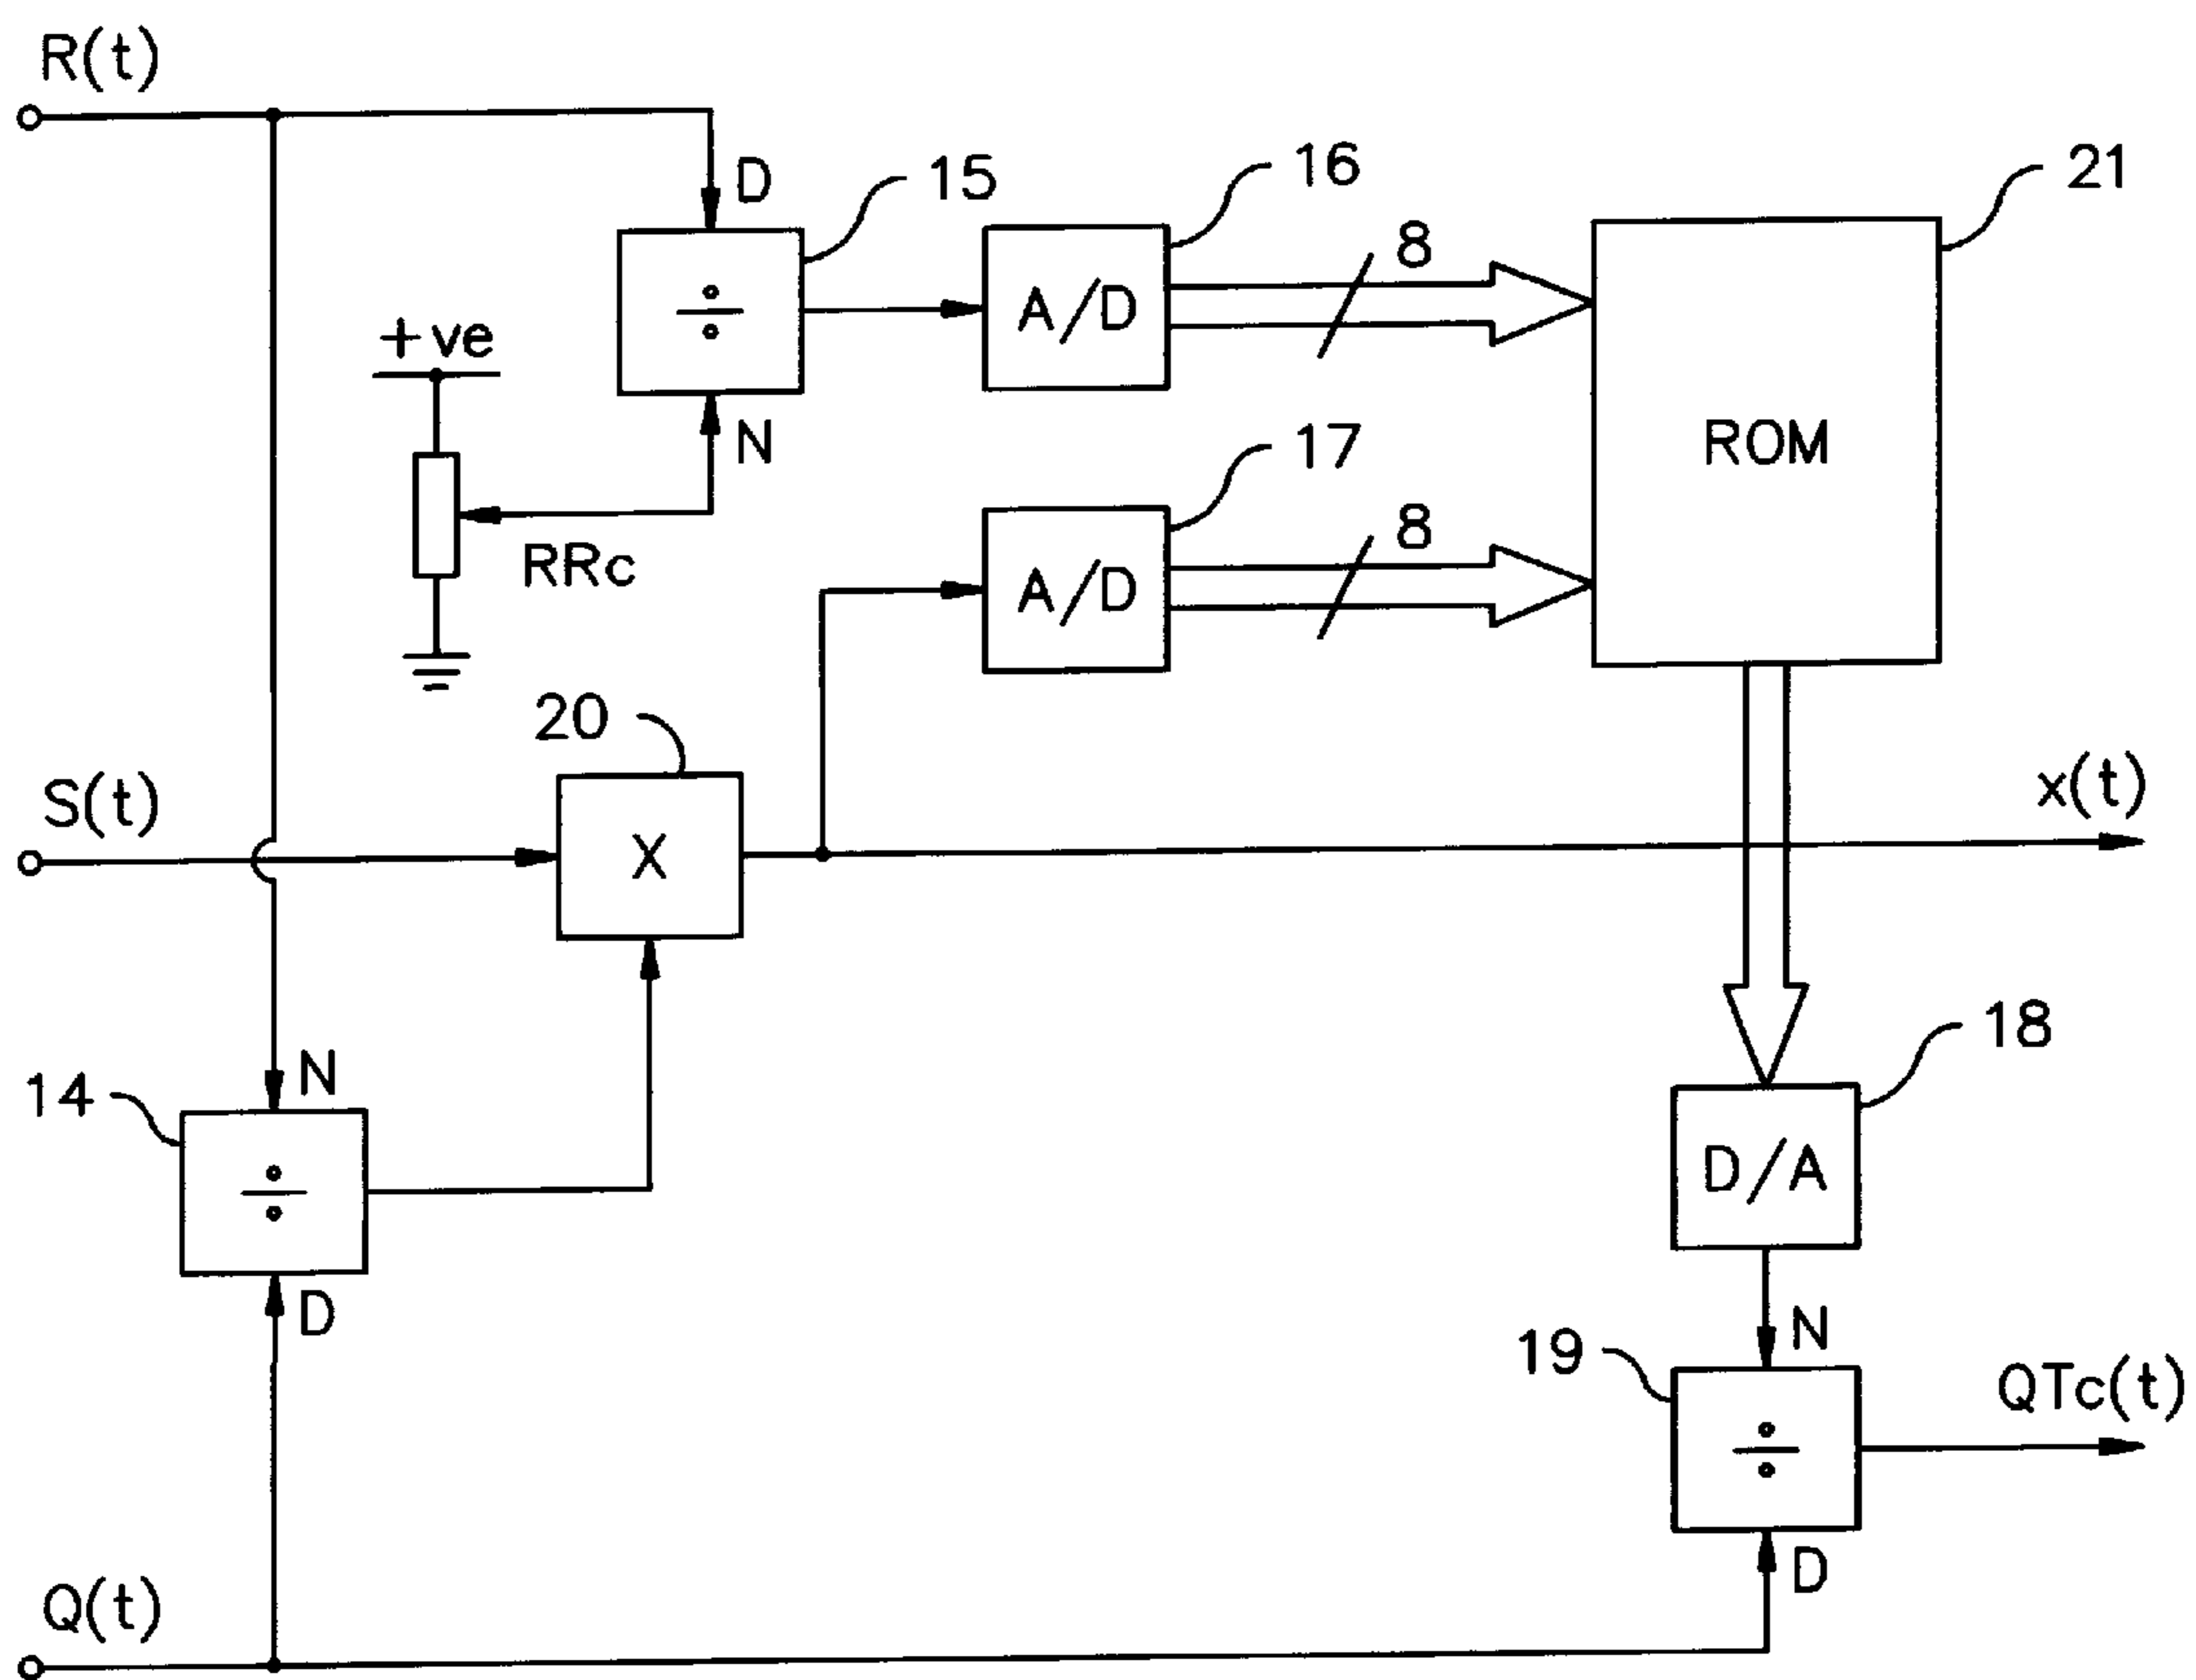 R(t)
D
15
16
8
21
+ve
÷
A/D
N
ROM
RRc
17
8
A/D
20
S(t)
X
x(t)
14
N
÷
D
18
D/A
N
19
÷
QTc(t)
D
Q(t)